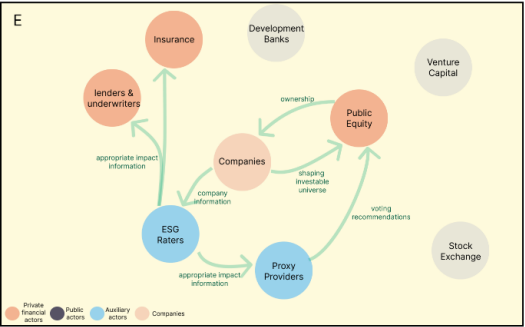 E
Insurance
Development
Banks
Venture
Capital
lenders &
underwriters
ownership
Public
Equity
appropriate impact
information
Companies
shaping
investable
universe
company
information
voting
recommendations
ESG
Raters
Stock
Exchange
appropriate impact
information
Proxy
Providers
Private
financial
actors
Public
actors
Auxiliary
actors
Companies